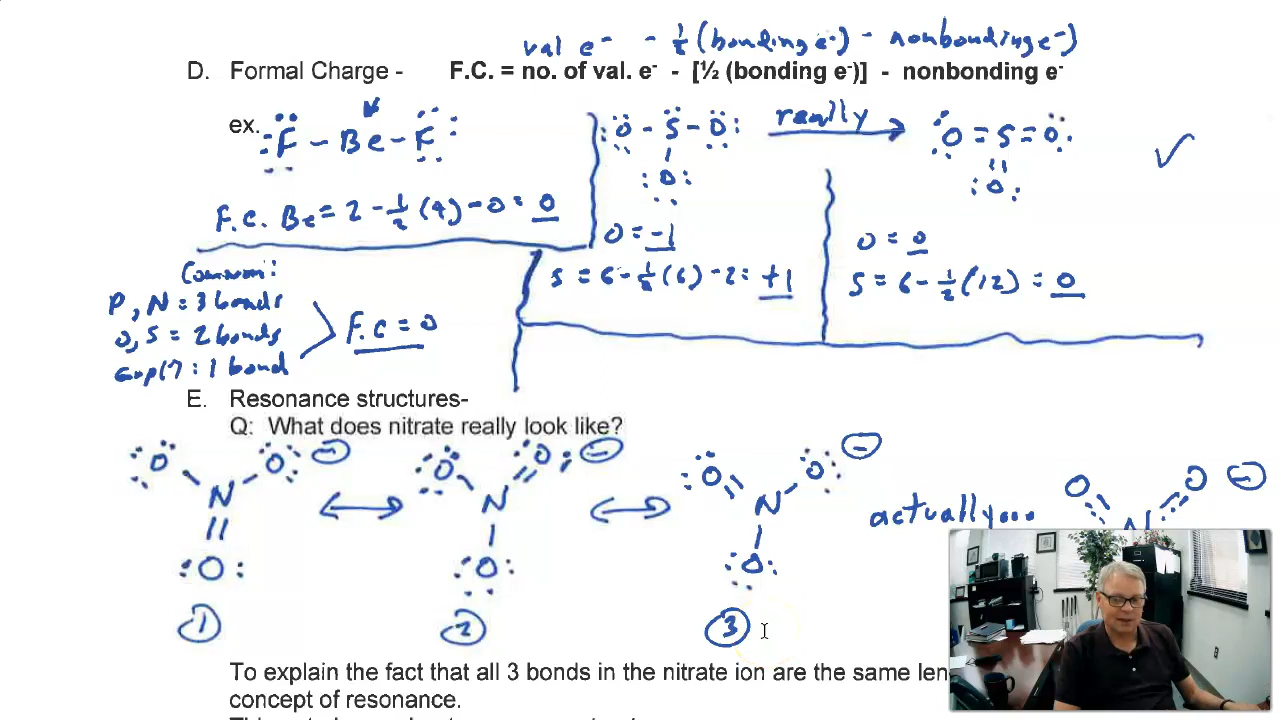 val e⁻ - ½ (bonding e⁻) - nonbonding e⁻)
D. Formal Charge - F.C. = no. of val. e⁻ - [½ (bonding e⁻)] - nonbonding e⁻
ex. F - Be - F
F.C. Be = 2 - ½ (4) - 0 = 0
O - S - O
O
really
O = S = O
O
O = -1
S = 6 - ½ (6) - 2 = +1
O = 0
S = 6 - ½ (12) = 0
Common:
P, N = 3 bonds
O, S = 2 bonds
17 : 1 bond
F.C = 0
E. Resonance structures-
Q: What does nitrate really look like?
O O -
N
O
1
O O -
N
O
2
O O -
N
O
3
actually...
O O -
N
To explain the fact that all 3 bonds in the nitrate ion are the same
concept of resonance.